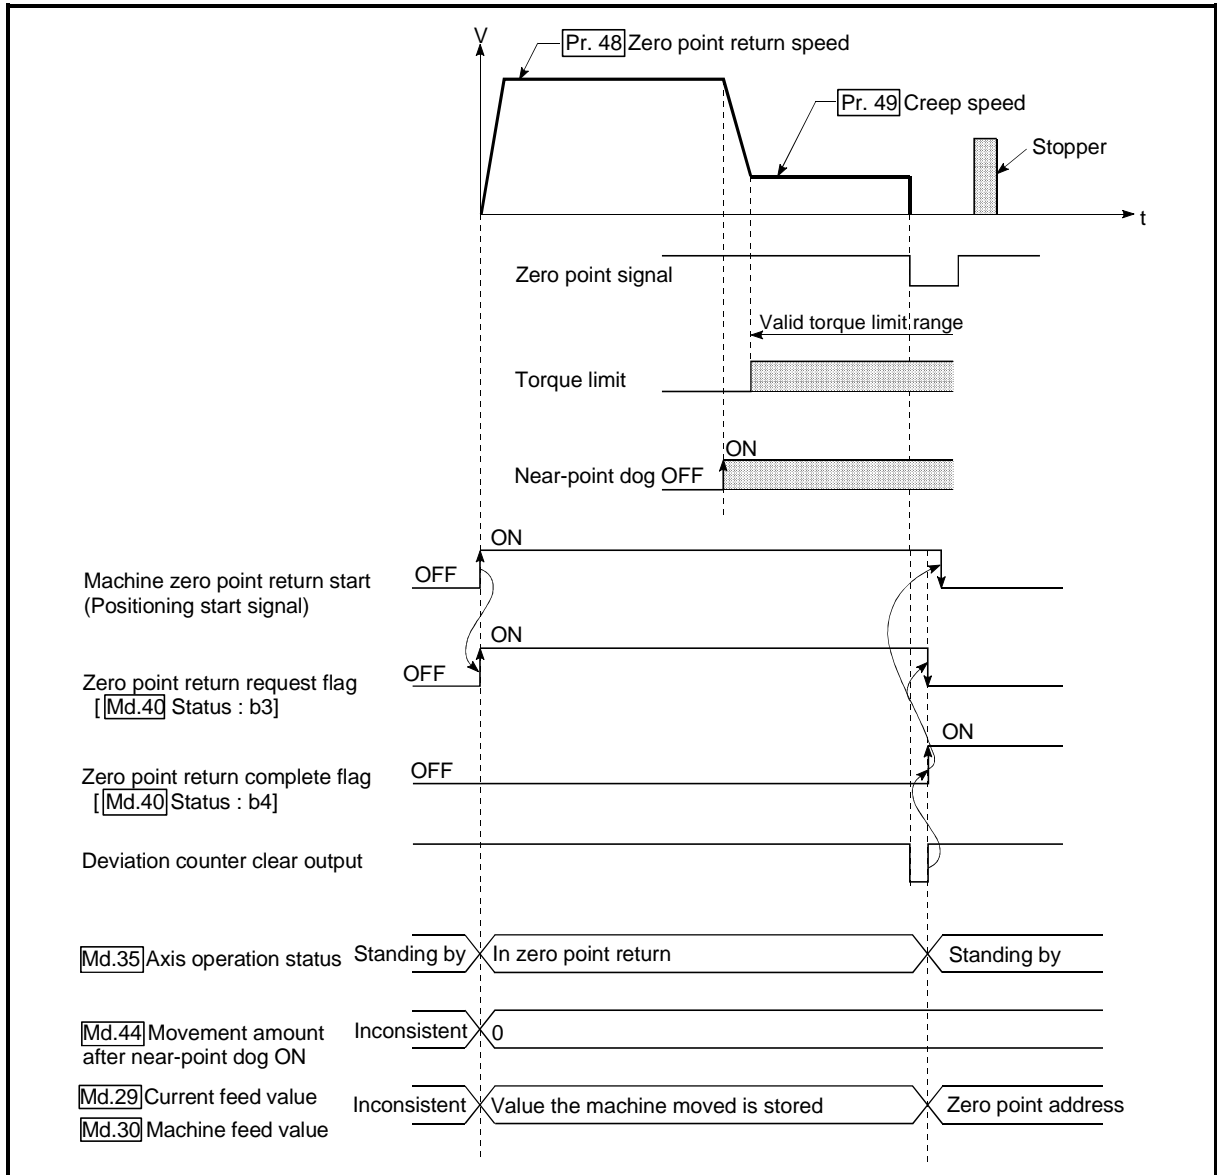 V
Pr. 48 Zero point return speed
Pr. 49 Creep speed
Stopper
t
Zero point signal
Valid torque limit range
Torque limit
ON
Near-point dog OFF
ON
OFF
Machine zero point return start
(Positioning start signal)
ON
OFF
Zero point return request flag
[ Md.40 Status : b3]
ON
OFF
Zero point return complete flag
[ Md.40 Status : b4]
Deviation counter clear output
Md.35 Axis operation status Standing by In zero point return Standing by
Md.44 Movement amount Inconsistent 0
after near-point dog ON
Md.29 Current feed value
Inconsistent Value the machine moved is stored Zero point address
Md.30 Machine feed value